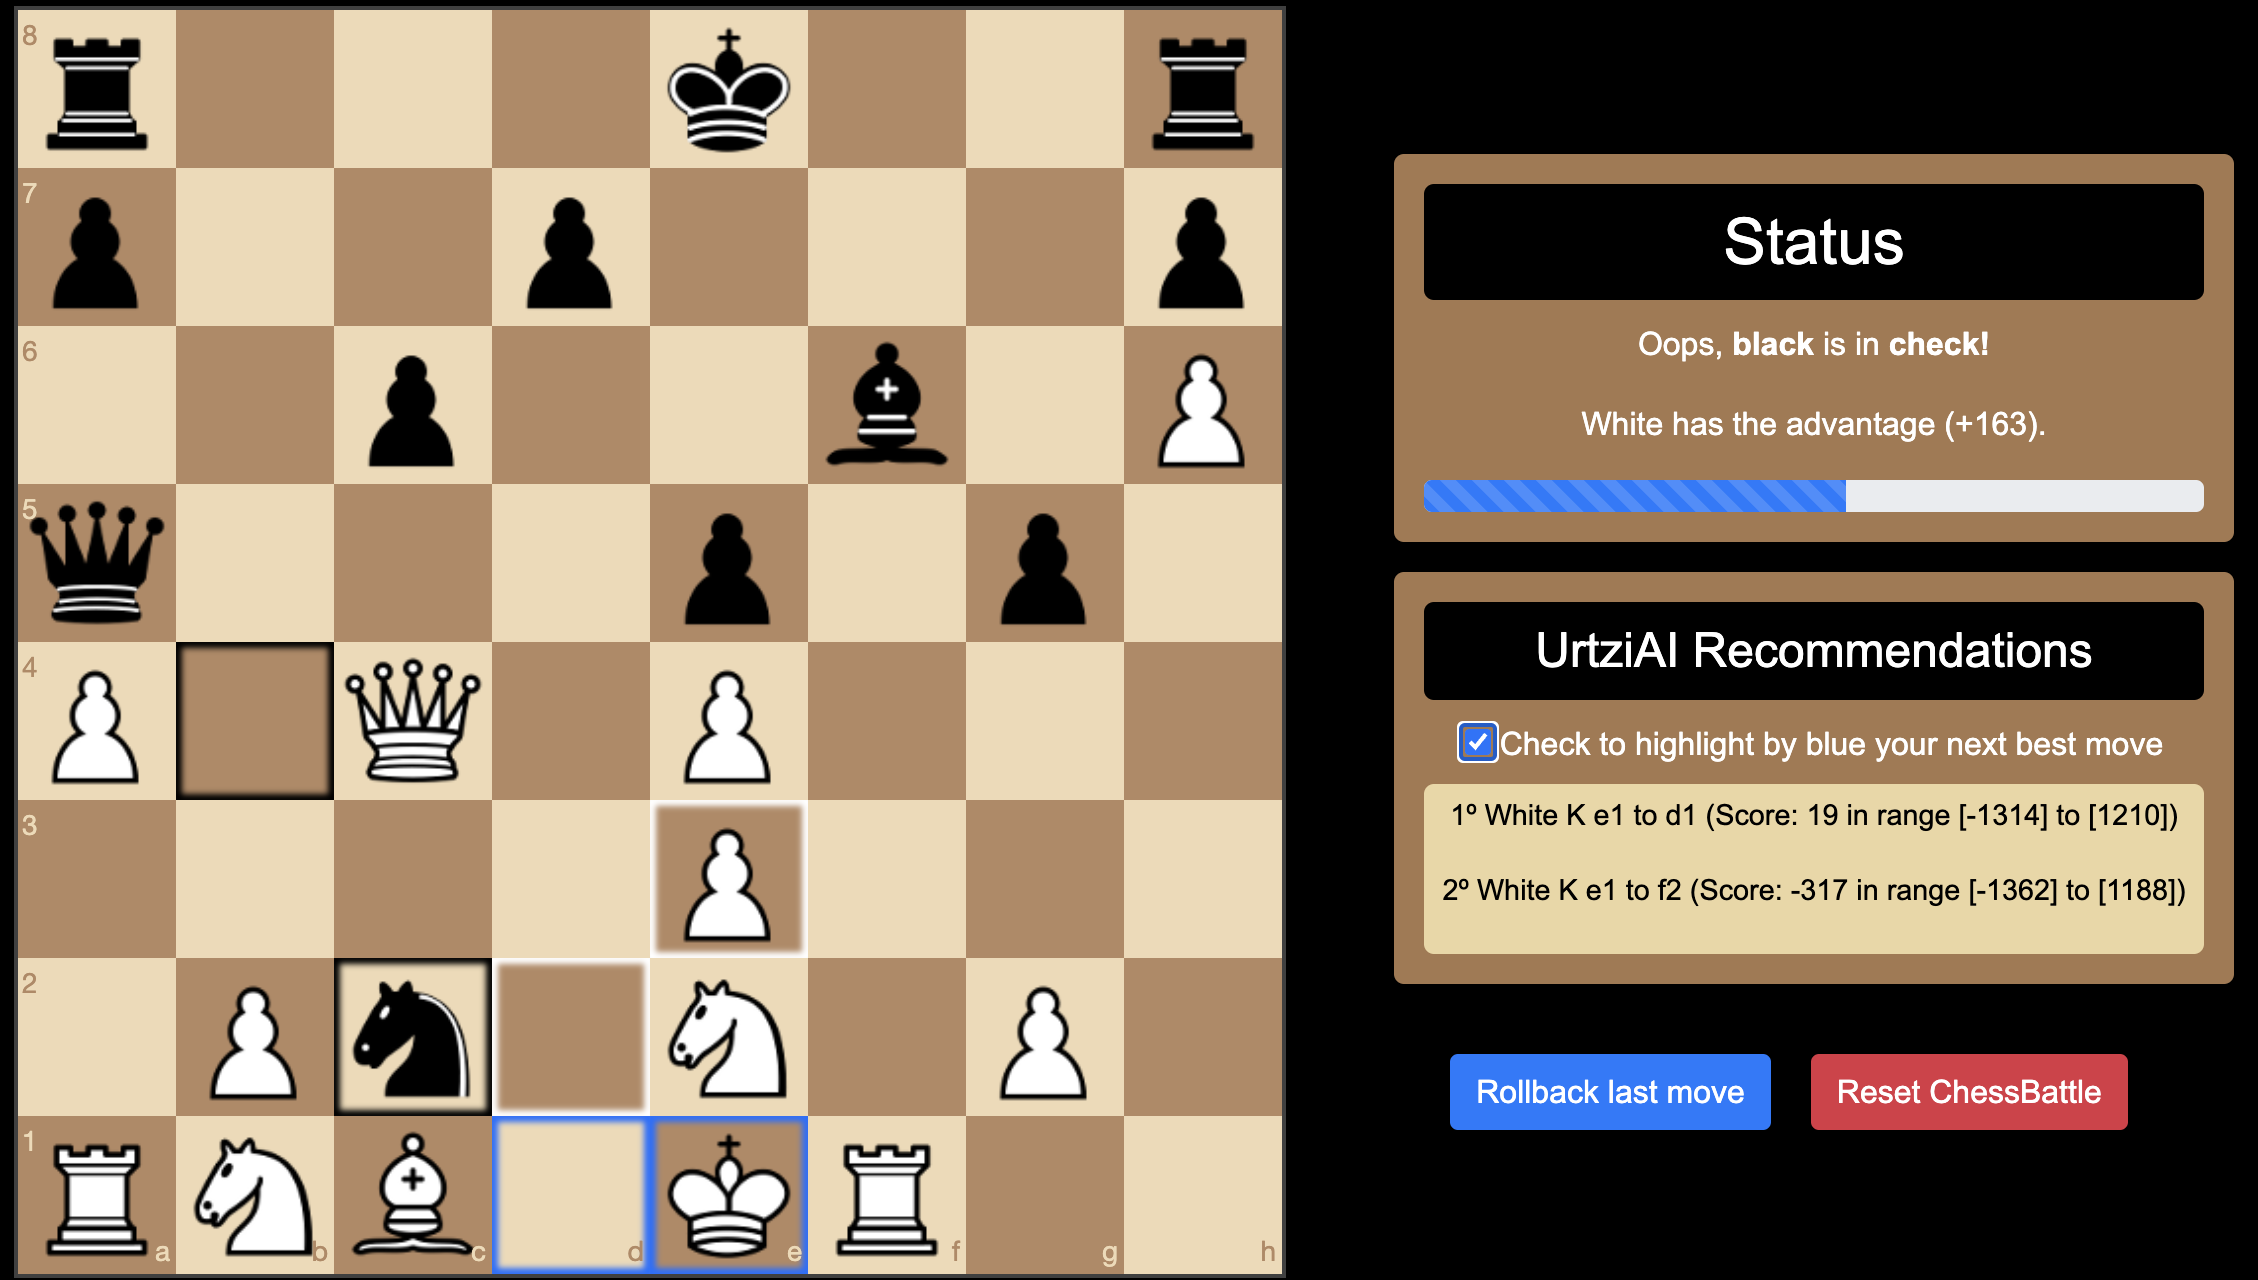 8
7
6
5
4
3
2
1
a
b
c
d
e
f
g
h
Status
Oops, black is in check!
White has the advantage (+163).
UrtziAI Recommendations
Check to highlight by blue your next best move
1º White K e1 to d1 (Score: 19 in range [-1314] to [1210])
2º White K e1 to f2 (Score: -317 in range [-1362] to [1188])
Rollback last move
Reset ChessBattle